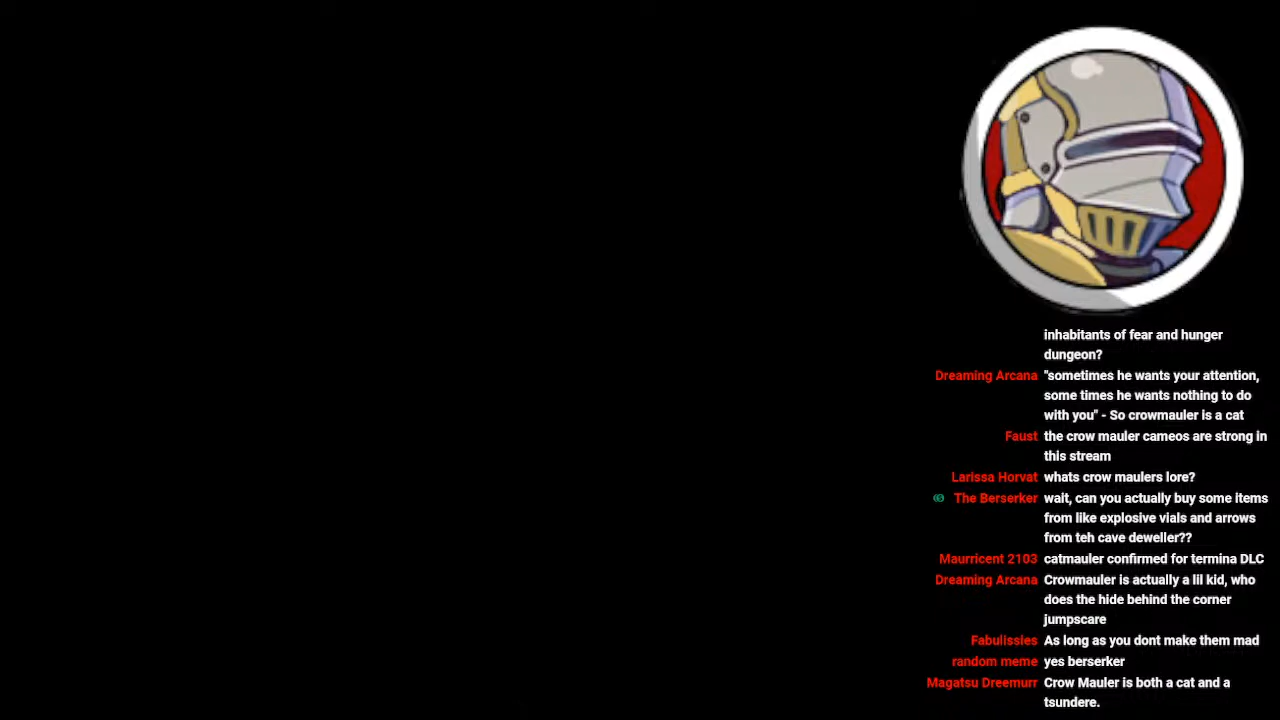 inhabitants of fear and hunger
dungeon?
Dreaming Arcana "sometimes he wants your attention,
some times he wants nothing to do
with you" - So crowmauler is a cat
Faust the crow mauler cameos are strong in
this stream
Larissa Horvat whats crow maulers lore?
The Berserker wait, can you actually buy some items
from like explosive vials and arrows
from teh cave deweller??
Maurricent 2103 catmauler confirmed for termina DLC
Dreaming Arcana Crowmauler is actually a lil kid, who
does the hide behind the corner
jumpscare
Fabulissies As long as you dont make them mad
random meme yes berserker
Magatsu Dreemurr Crow Mauler is both a cat and a
tsundere.